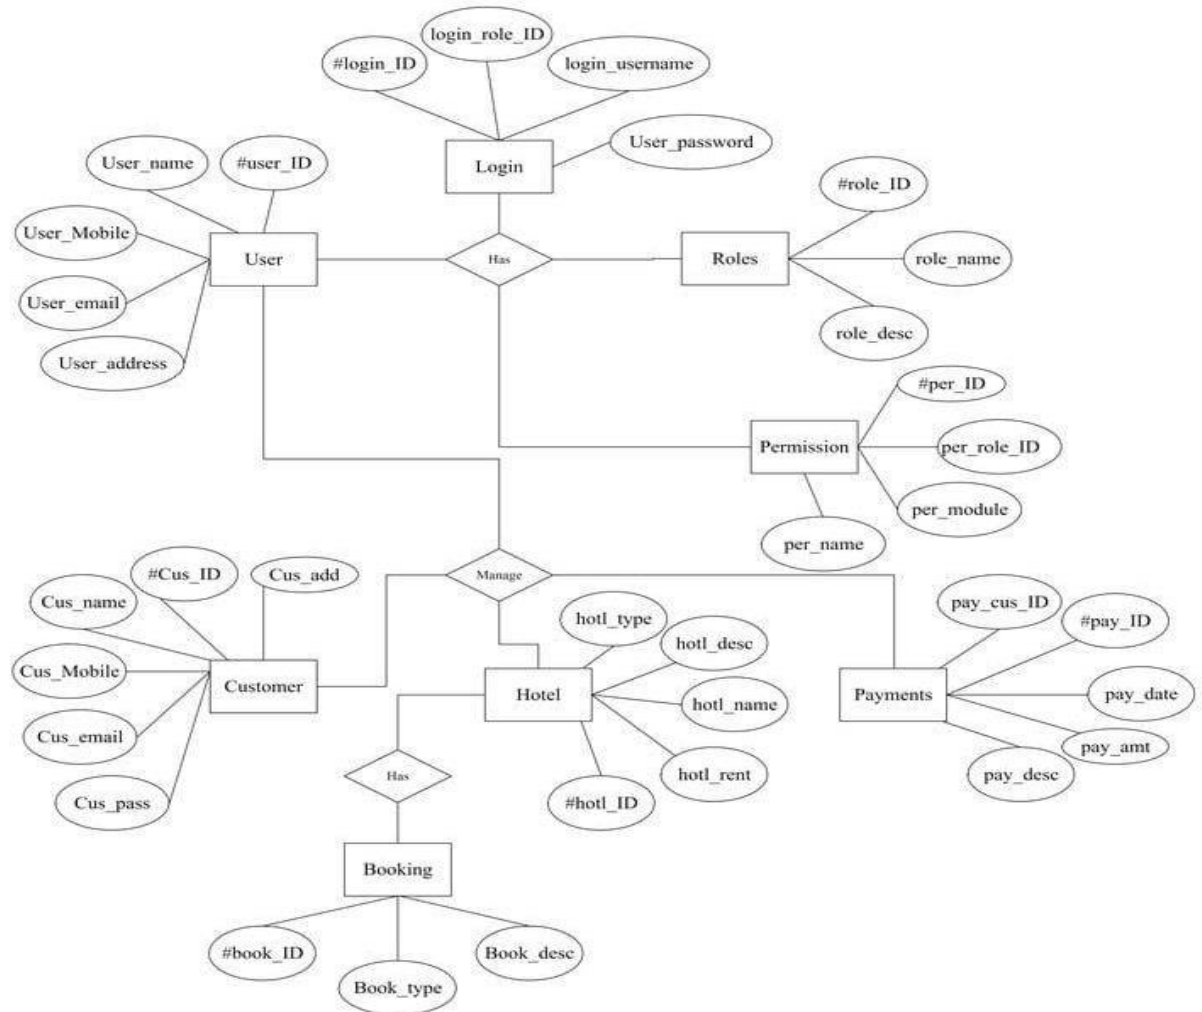 login_role_ID
#login_ID
login_username
User_password
Login
User_name
#user_ID
User_Mobile
User_email
User_address
User
Has
Roles
#role_ID
role_name
role_desc
#per_ID
Permission
per_role_ID
per_module
per_name
Manage
#Cus_ID
Cus_add
Cus_name
Cus_Mobile
Cus_email
Cus_pass
Customer
hotl_type
hotl_desc
hotl_name
hotl_rent
#hotl_ID
Hotel
pay_cus_ID
#pay_ID
pay_date
pay_amt
pay_desc
Payments
Has
Booking
#book_ID
Book_type
Book_desc